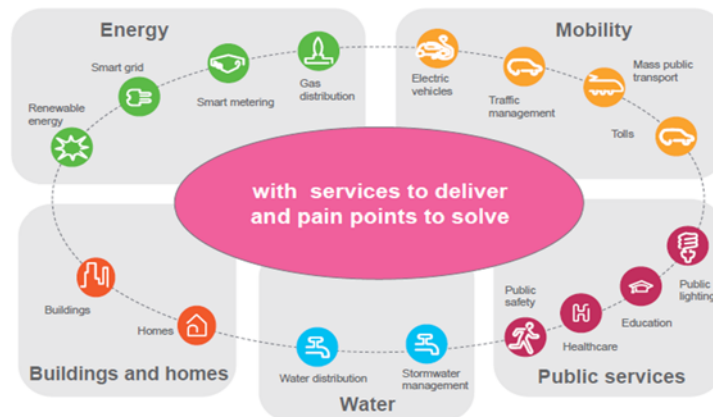 Energy
Smart grid
Smart metering
Gas
distribution
Renewable
energy
Mobility
Electric
vehicles
Traffic
management
Mass public
transport
Tolls
with services to deliver
and pain points to solve
Buildings
Homes
Buildings and homes
Water distribution
Stormwater
management
Water
Public
safety
Healthcare
Education
Public
lighting
Public services